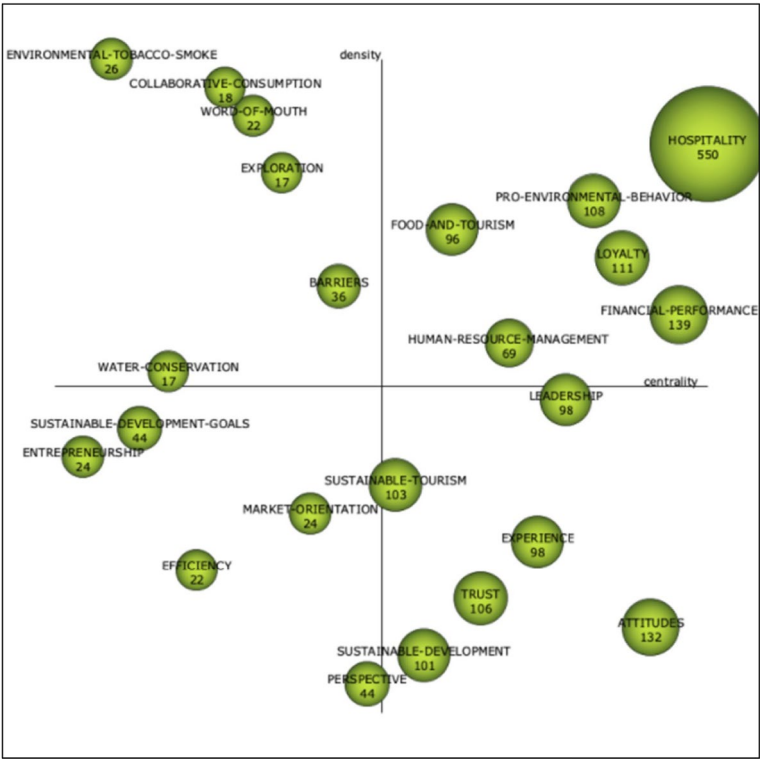 ENVIRONMENTAL-TOBACCO-SMOKE
26
density
COLLABORATIVE-CONSUMPTION
18
WORD-OF-MOUTH
22
HOSPITALITY
550
EXPLORATION
17
PRO-ENVIRONMENTAL-BEHAVIOR
108
FOOD-AND-TOURISM
96
LOYALTY
111
BARRIERS
36
FINANCIAL-PERFORMANCE
139
HUMAN-RESOURCE-MANAGEMENT
69
WATER-CONSERVATION
17
centrality
LEADERSHIP
98
SUSTAINABLE-DEVELOPMENT-GOALS
44
ENTREPRENEURSHIP
24
SUSTAINABLE-TOURISM
103
MARKET-ORIENTATION
24
EXPERIENCE
98
EFFICIENCY
22
TRUST
106
ATTITUDES
132
SUSTAINABLE-DEVELOPMENT
101
PERSPECTIVE
44